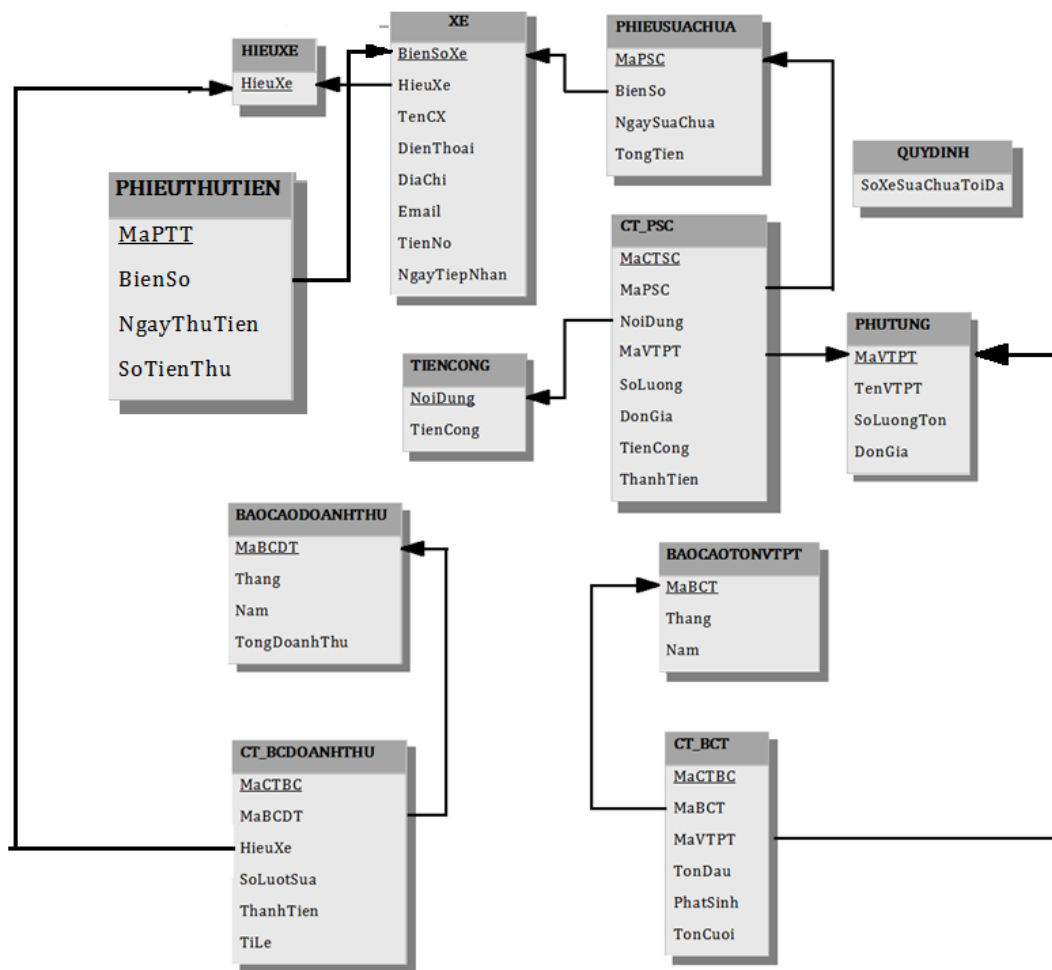 HIEUXE
HieuXe
XE
BienSoXe
HieuXe
TenCX
DienThoai
DiaChi
Email
TienNo
NgayTiepNhan
PHIEUSUACHUA
MaPSC
BienSo
NgaySuaChua
TongTien
QUYDINH
SoXeSuaChuaToiDa
PHIEUTHUTIEN
MaPTT
BienSo
NgayThuTien
SoTienThu
CT_PSC
MaCTSC
MaPSC
NoiDung
MaVTPT
SoLuong
DonGia
TienCong
ThanhTien
TIENCONG
NoiDung
TienCong
PHUTUNG
MaVTPT
TenVTPT
SoLuongTon
DonGia
BAOCAODOANHTHU
MaBCDT
Thang
Nam
TongDoanhThu
BAOCAOTONVTPT
MaBCT
Thang
Nam
CT_BCDOANHTHU
MaCTBC
MaBCDT
HieuXe
SoLuotSua
ThanhTien
TiLe
CT_BCT
MaCTBC
MaBCT
MaVTPT
TonDau
PhatSinh
TonCuoi